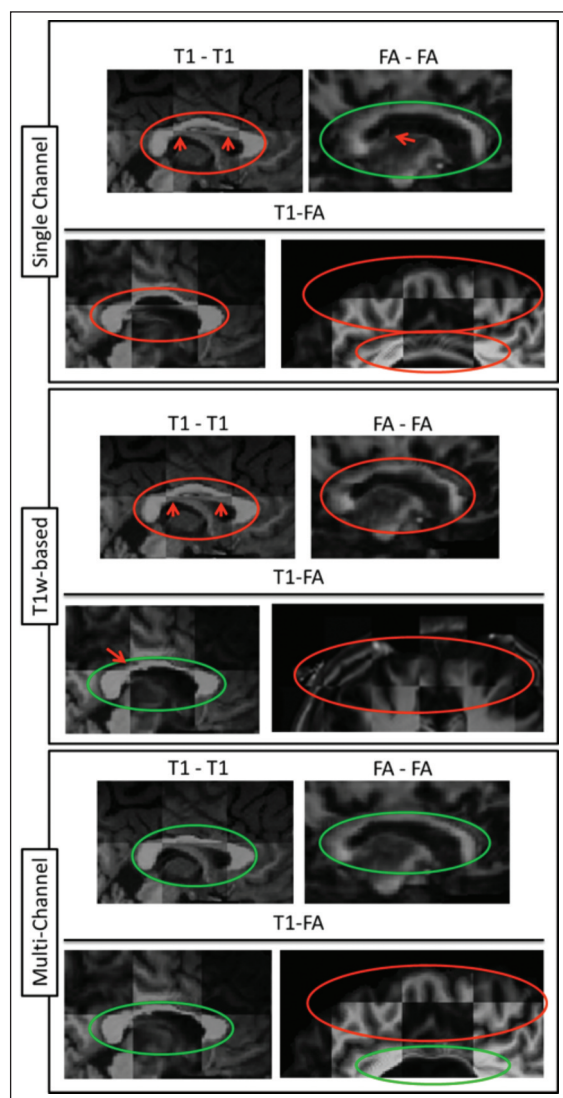 Single Channel
T1 - T1
FA - FA
T1-FA
T1w-based
T1 - T1
FA - FA
T1-FA
Multi-Channel
T1 - T1
FA - FA
T1-FA